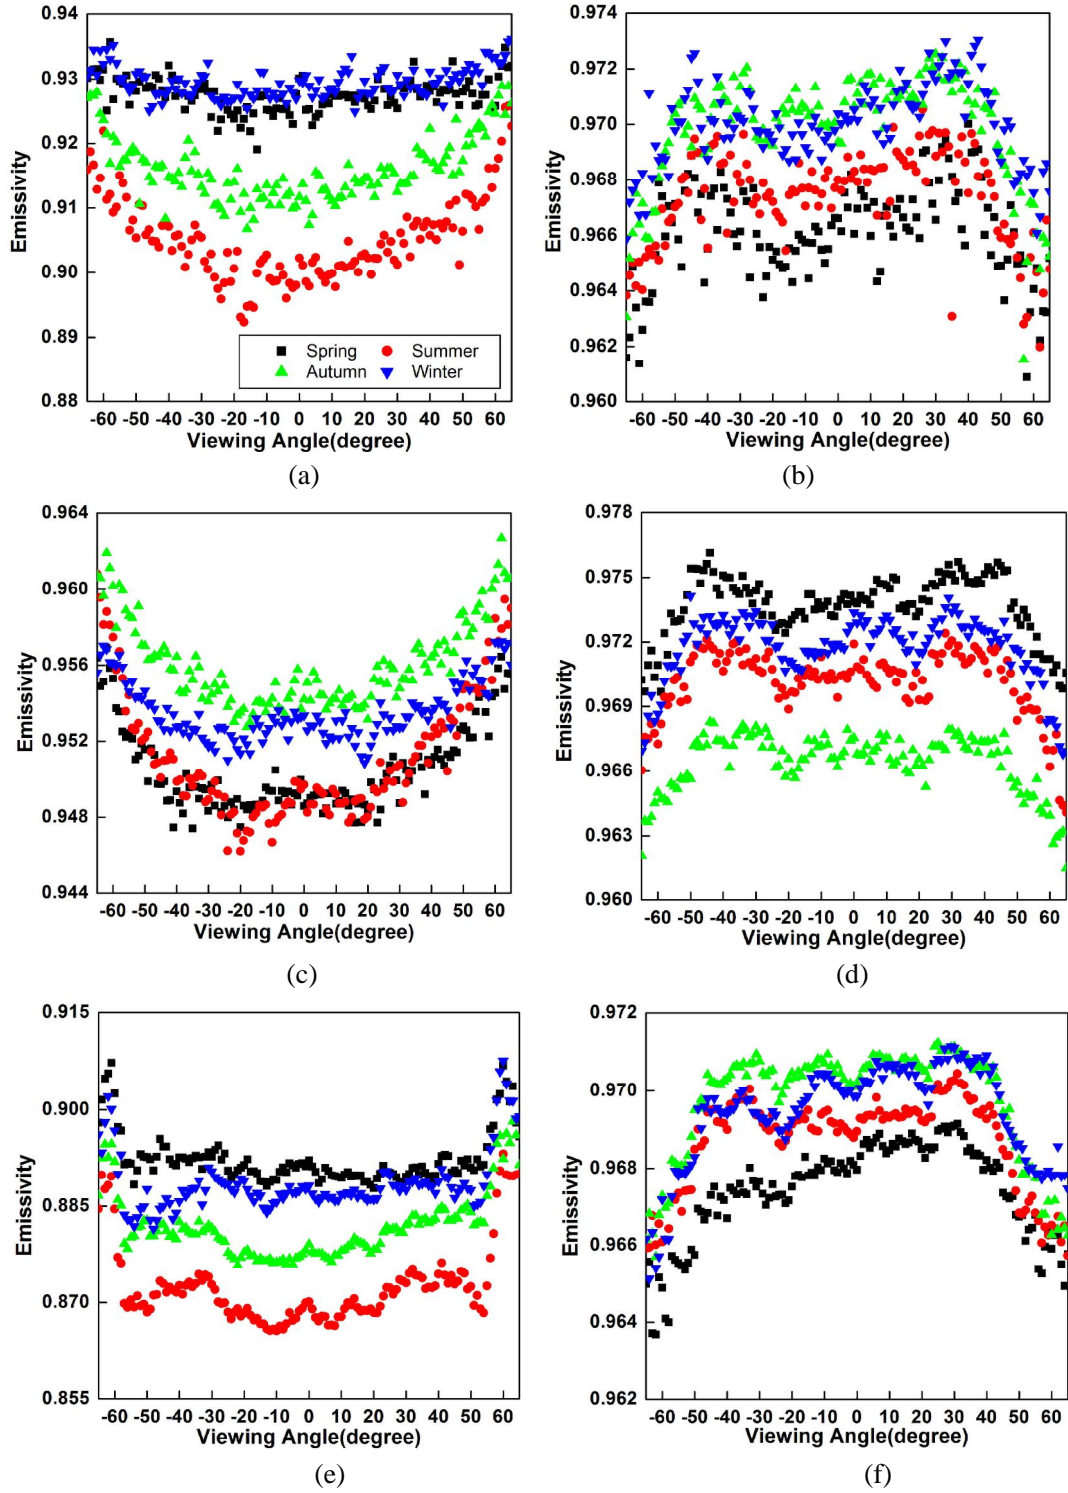 0.94
0.93
0.92
0.91
0.90
0.89
0.88
Emissivity
Spring Summer
Autumn Winter
-60 -50 -40 -30 -20 -10 0 10 20 30 40 50 60
Viewing Angle(degree)
(a)
0.974
0.972
0.970
0.968
0.966
0.964
0.962
0.960
Emissivity
-60 -50 -40 -30 -20 -10 0 10 20 30 40 50 60
Viewing Angle(degree)
(b)
0.964
0.960
0.956
0.952
0.948
0.944
Emissivity
-60 -50 -40 -30 -20 -10 0 10 20 30 40 50 60
Viewing Angle(degree)
(c)
0.978
0.975
0.972
0.969
0.966
0.963
0.960
Emissivity
-60 -50 -40 -30 -20 -10 0 10 20 30 40 50 60
Viewing Angle(degree)
(d)
0.915
0.900
0.885
0.870
0.855
Emissivity
-60 -50 -40 -30 -20 -10 0 10 20 30 40 50 60
Viewing Angle(degree)
(e)
0.972
0.970
0.968
0.966
0.964
0.962
Emissivity
-60 -50 -40 -30 -20 -10 0 10 20 30 40 50 60
Viewing Angle(degree)
(f)